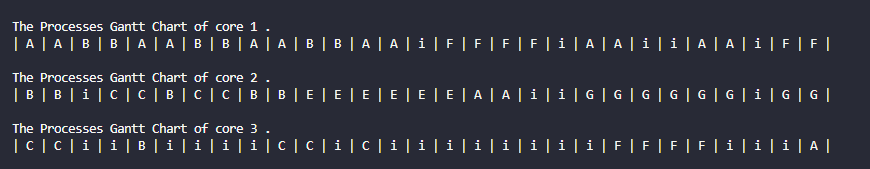 The Processes Gantt Chart of core 1 .
| A | A | B | B | A | A | B | B | A | A | B | B | A | A | i | F | F | F | F | i | A | A | i | i | A | A | i | F | F |
The Processes Gantt Chart of core 2 .
| B | B | i | C | C | B | C | C | B | B | E | E | E | E | E | E | A | A | i | i | G | G | G | G | G | G | i | G | G |
The Processes Gantt Chart of core 3 .
| C | C | i | i | B | i | i | i | i | C | C | i | C | i | i | i | i | i | i | i | i | F | F | F | F | i | i | i | A |